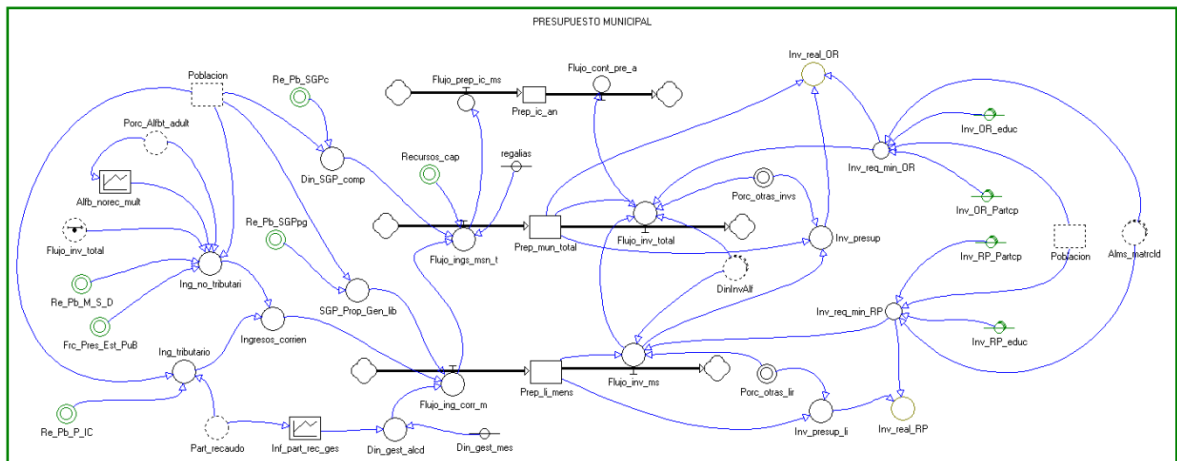 PRESUPUESTO MUNICIPAL
Inv_real_OR
Flujo_cont_pre_a
Poblacion
Re_Pb_SGPc
Flujo_prep_ic_ms
Prep_ic_an
Porc_Alfbt_adult
Inv_OR_educ
Inv_req_min_OR
Recursos_cap
regalias
Din_SGP_comp
Porc_otras_invs
Alfb_norec_mult
Inv_OR_Partcp
Re_Pb_SGPpg
Flujo_inv_total
Prep_mun_total
Flujo_inv_total
Inv_presup
Poblacion
Alms_matrcld
Flujo_ings_msn_t
Inv_RP_Partcp
Ing_no_tributari
DinInvAlf
Re_Pb_M_S_D
SGP_Prop_Gen_lib
Inv_req_min_RP
Ingresos_corrien
Inv_RP_educ
Frc_Pres_Est_PuB
Ing_tributario
Prep_li_mens
Flujo_inv_ms
Porc_otras_lir
Flujo_ing_corr_m
Re_Pb_P_IC
Inv_presup_li
Inv_real_RP
Part_recaudo
Inf_part_rec_ges
Din_gest_alcd
Din_gest_mes